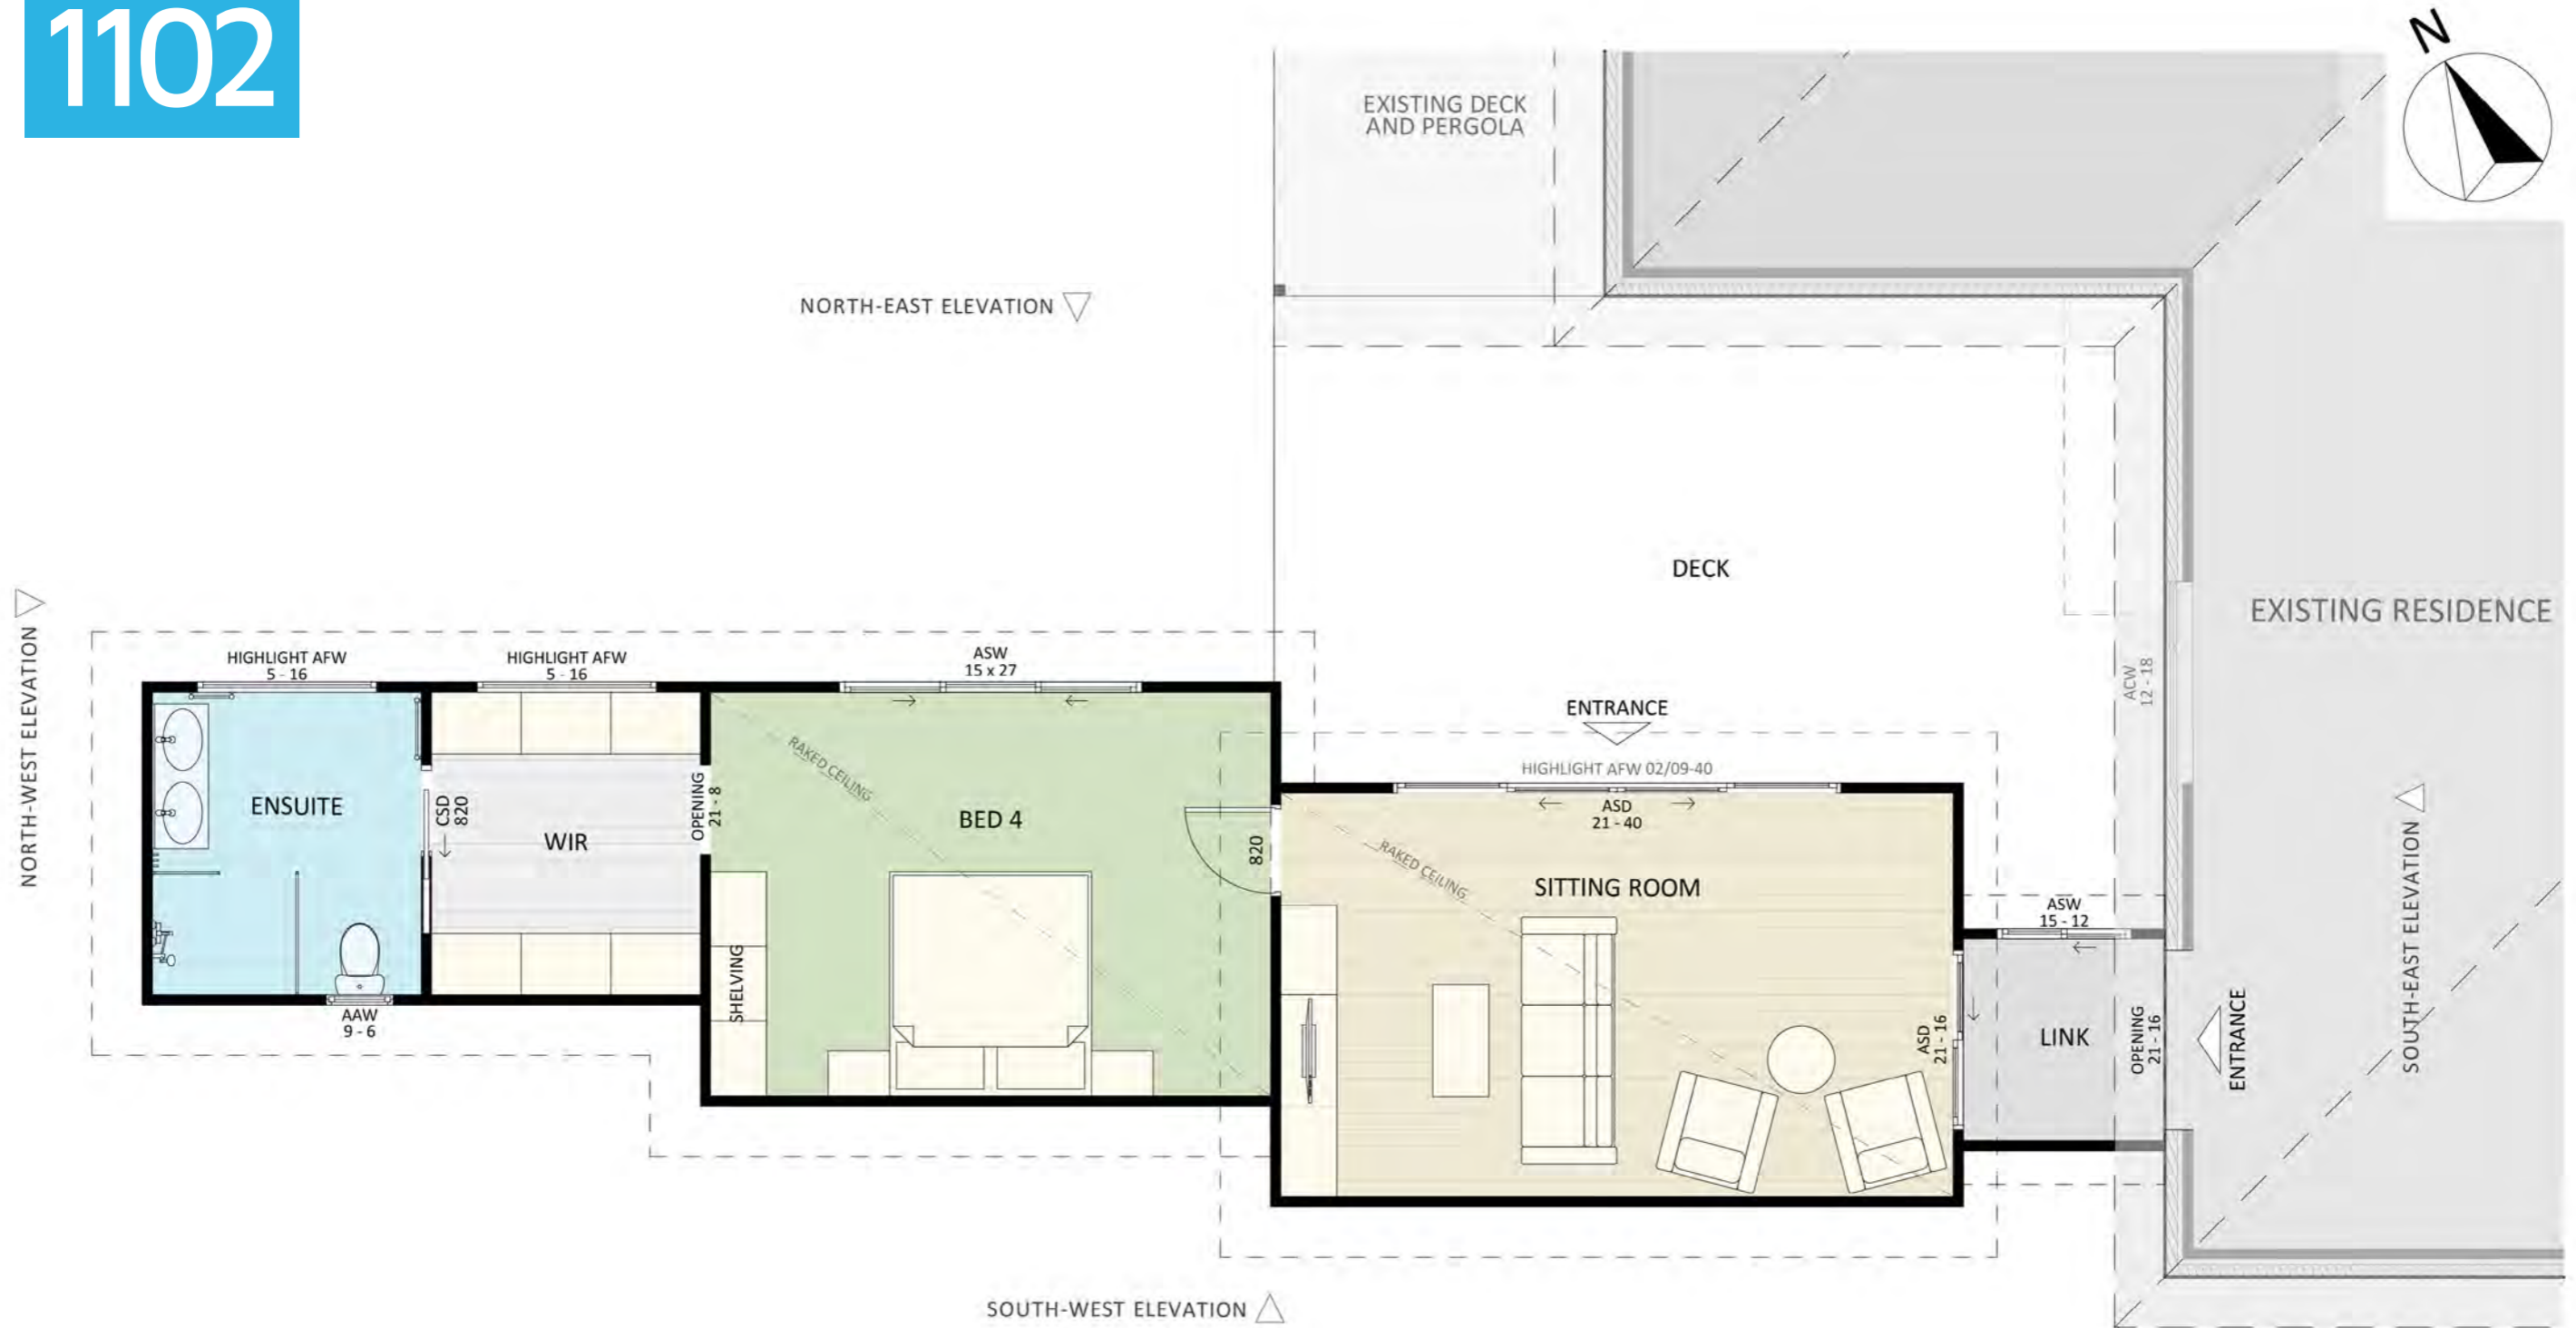 1102
N
EXISTING DECK
AND PERGOLA
NORTH-EAST ELEVATION
DECK
EXISTING RESIDENCE
NORTH-WEST ELEVATION
HIGHLIGHT AFW
5 - 16
HIGHLIGHT AFW
5 - 16
ASW
15 x 27
ACW
12 - 18
ENTRANCE
HIGHLIGHT AFW 02/09-40
ASD
21 - 40
RAKED CEILING
ENSUITE
CSD
820
WIR
OPENING
21 - 8
BED 4
820
RAKED CEILING
SITTING ROOM
SHELVING
ASW
15 - 12
SOUTH-EAST ELEVATION
AAW
9 - 6
ASD
21 - 16
LINK
OPENING
21 - 16
ENTRANCE
SOUTH-WEST ELEVATION